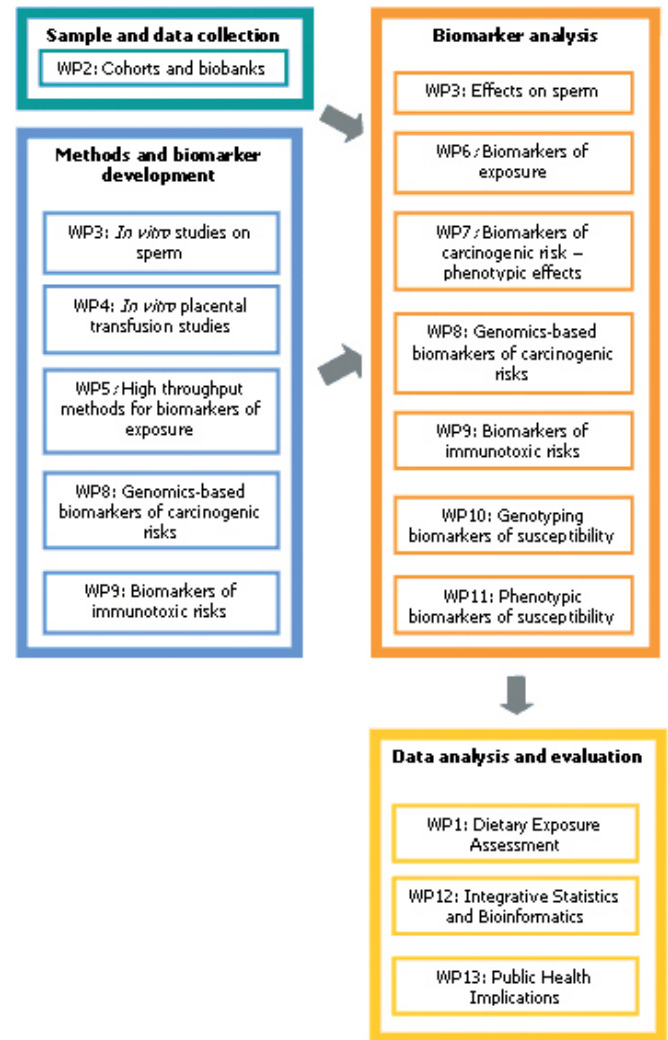 Sample and data collection
WP2: Cohorts and biobanks
Methods and biomarker
development
WP3: In vitro studies on
sperm
WP4: In vitro placental
transfusion studies
WP5/High throughput
methods for biomarkers of
exposure
WP8: Genomics-based
biomarkers of carcinogenic
risks
WP9: Biomarkers of
immunotoxic risks
Biomarker analysis
WP3: Effects on sperm
WP6/Biomarkers of
exposure
WP7/Biomarkers of
carcinogenic risk –
phenotypic effects
WP8: Genomics-based
biomarkers of carcinogenic
risks
WP9: Biomarkers of
immunotoxic risks
WP10: Genotyping
biomarkers of susceptibility
WP11: Phenotypic
biomarkers of susceptibility
Data analysis and evaluation
WP1: Dietary Exposure
Assessment
WP12: Integrative Statistics
and Bioinformatics
WP13: Public Health
Implications